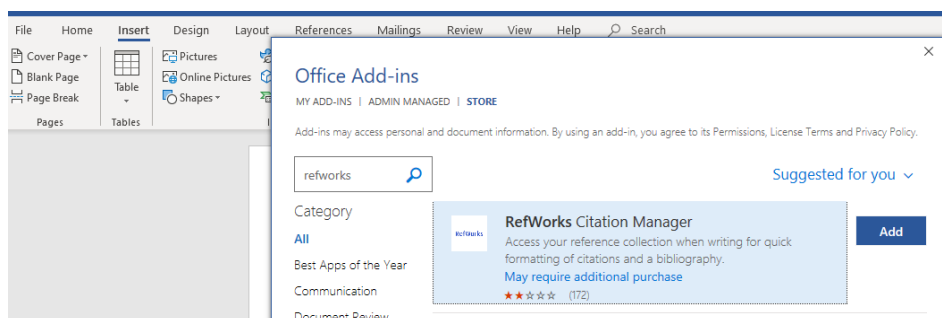 File Home Insert Design Layout References Mailings Review View Help Search
Cover Page
Blank Page
Page Break
Pages
Table
Tables
Pictures
Online Pictures
Shapes
Office Add-ins
MY ADD-INS | ADMIN MANAGED | STORE
Add-ins may access personal and document information. By using an add-in, you agree to its Permissions, License Terms and Privacy Policy.
refworks
Suggested for you
Category
All
Best Apps of the Year
Communication
Document Review
RefWorks
RefWorks Citation Manager
Access your reference collection when writing for quick
formatting of citations and a bibliography.
May require additional purchase
(172)
Add